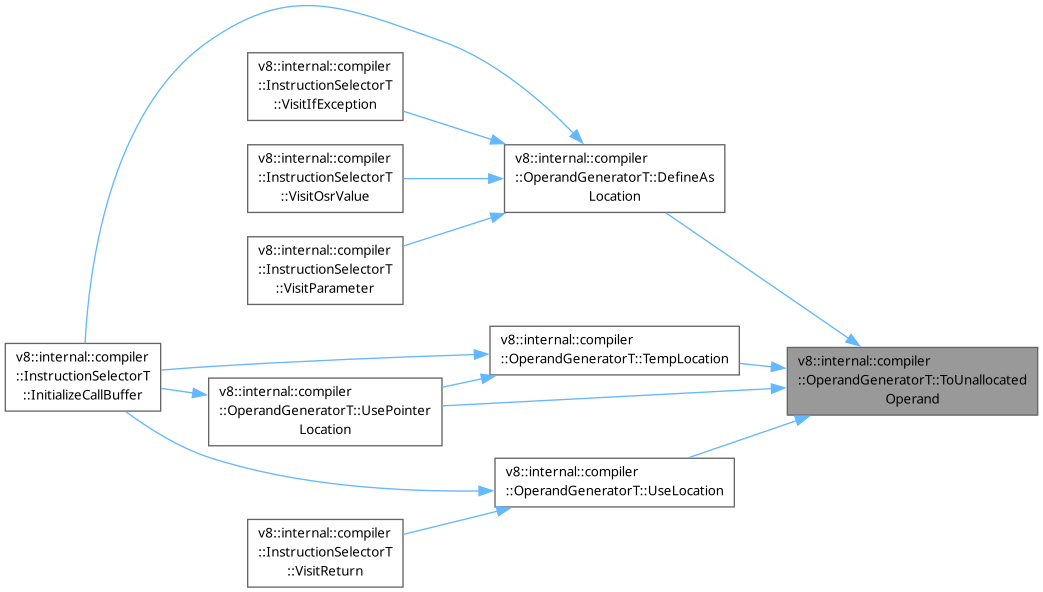 v8::internal::compiler
::InstructionSelectorT
::VisitIfException
v8::internal::compiler
::InstructionSelectorT
::VisitOsrValue
v8::internal::compiler
::OperandGeneratorT::DefineAs
Location
v8::internal::compiler
::InstructionSelectorT
::VisitParameter
v8::internal::compiler
::OperandGeneratorT::TempLocation
v8::internal::compiler
::InstructionSelectorT
::InitializeCallBuffer
v8::internal::compiler
::OperandGeneratorT::ToUnallocated
Operand
v8::internal::compiler
::OperandGeneratorT::UsePointer
Location
v8::internal::compiler
::OperandGeneratorT::UseLocation
v8::internal::compiler
::InstructionSelectorT
::VisitReturn